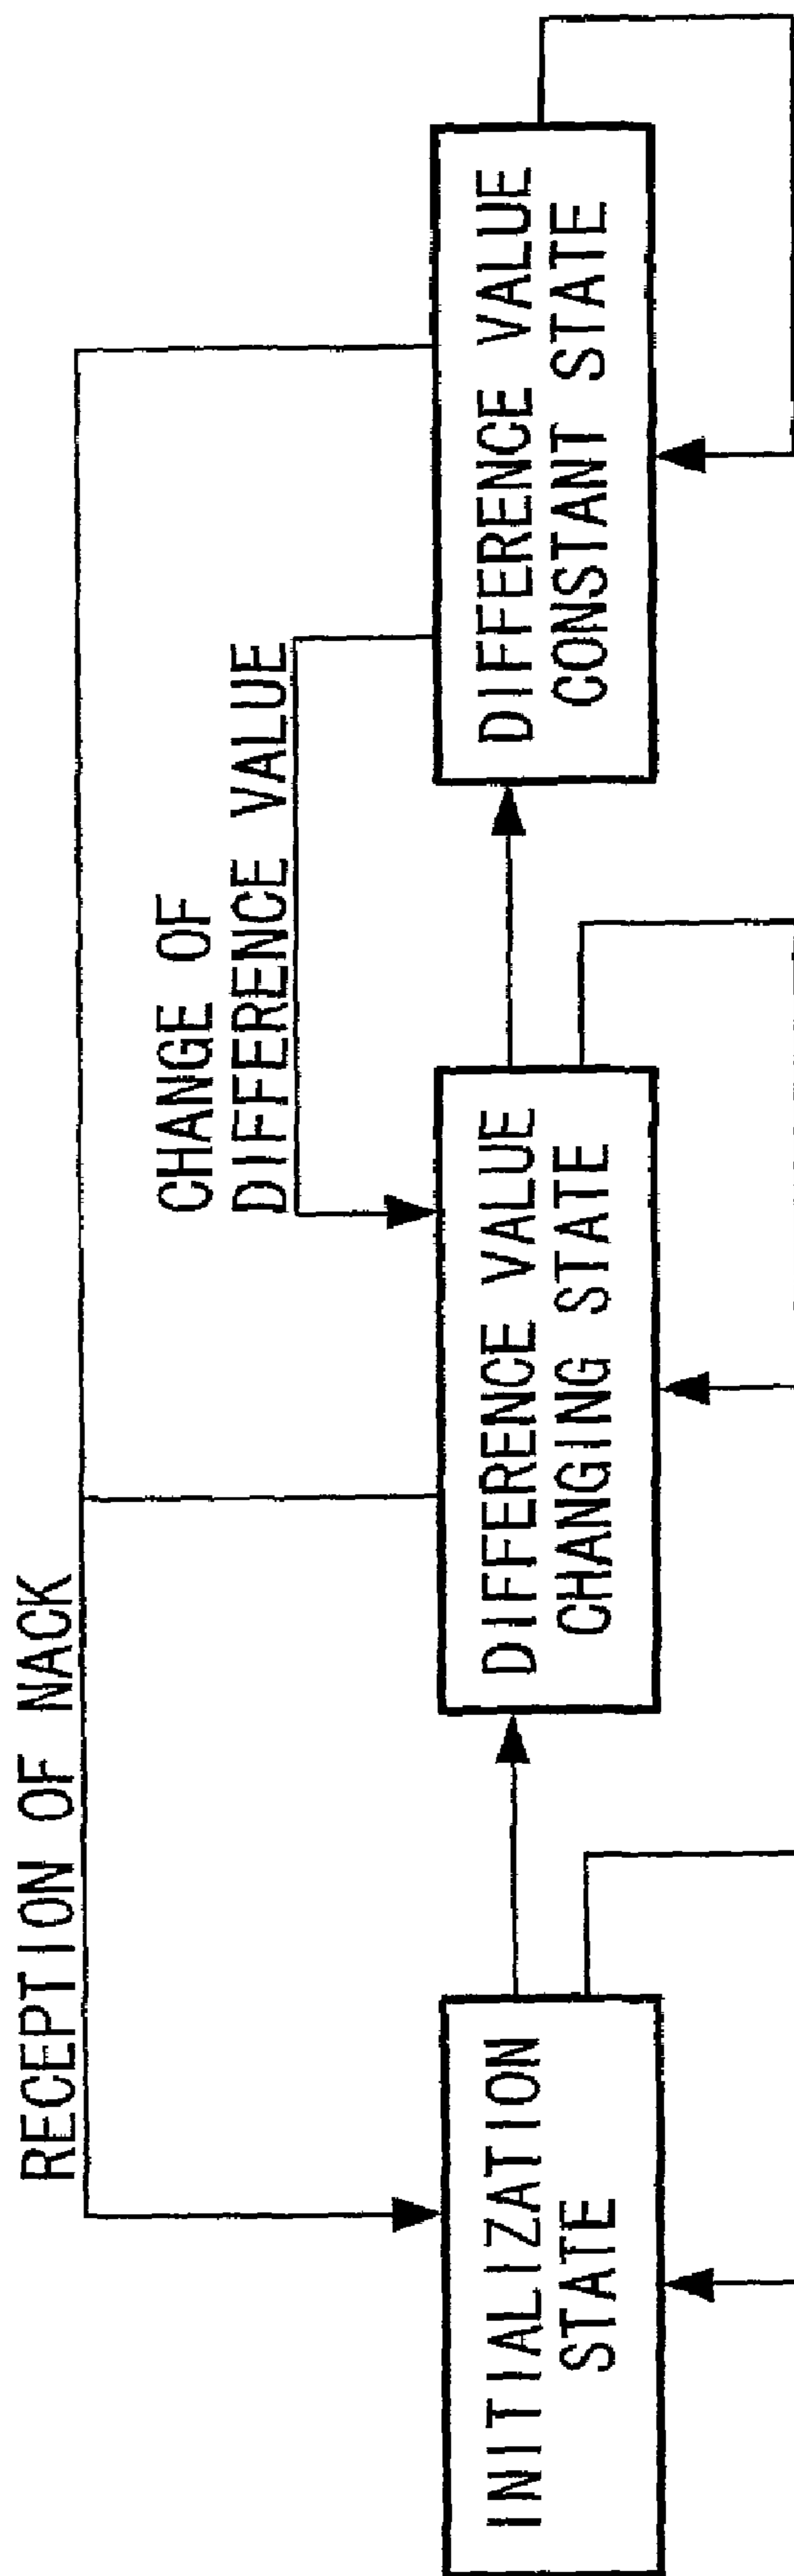 RECEPTION OF NACK
CHANGE OF
DIFFERENCE VALUE
INITIALIZATION
STATE
DIFFERENCE VALUE
CHANGING STATE
DIFFERENCE VALUE
CONSTANT STATE